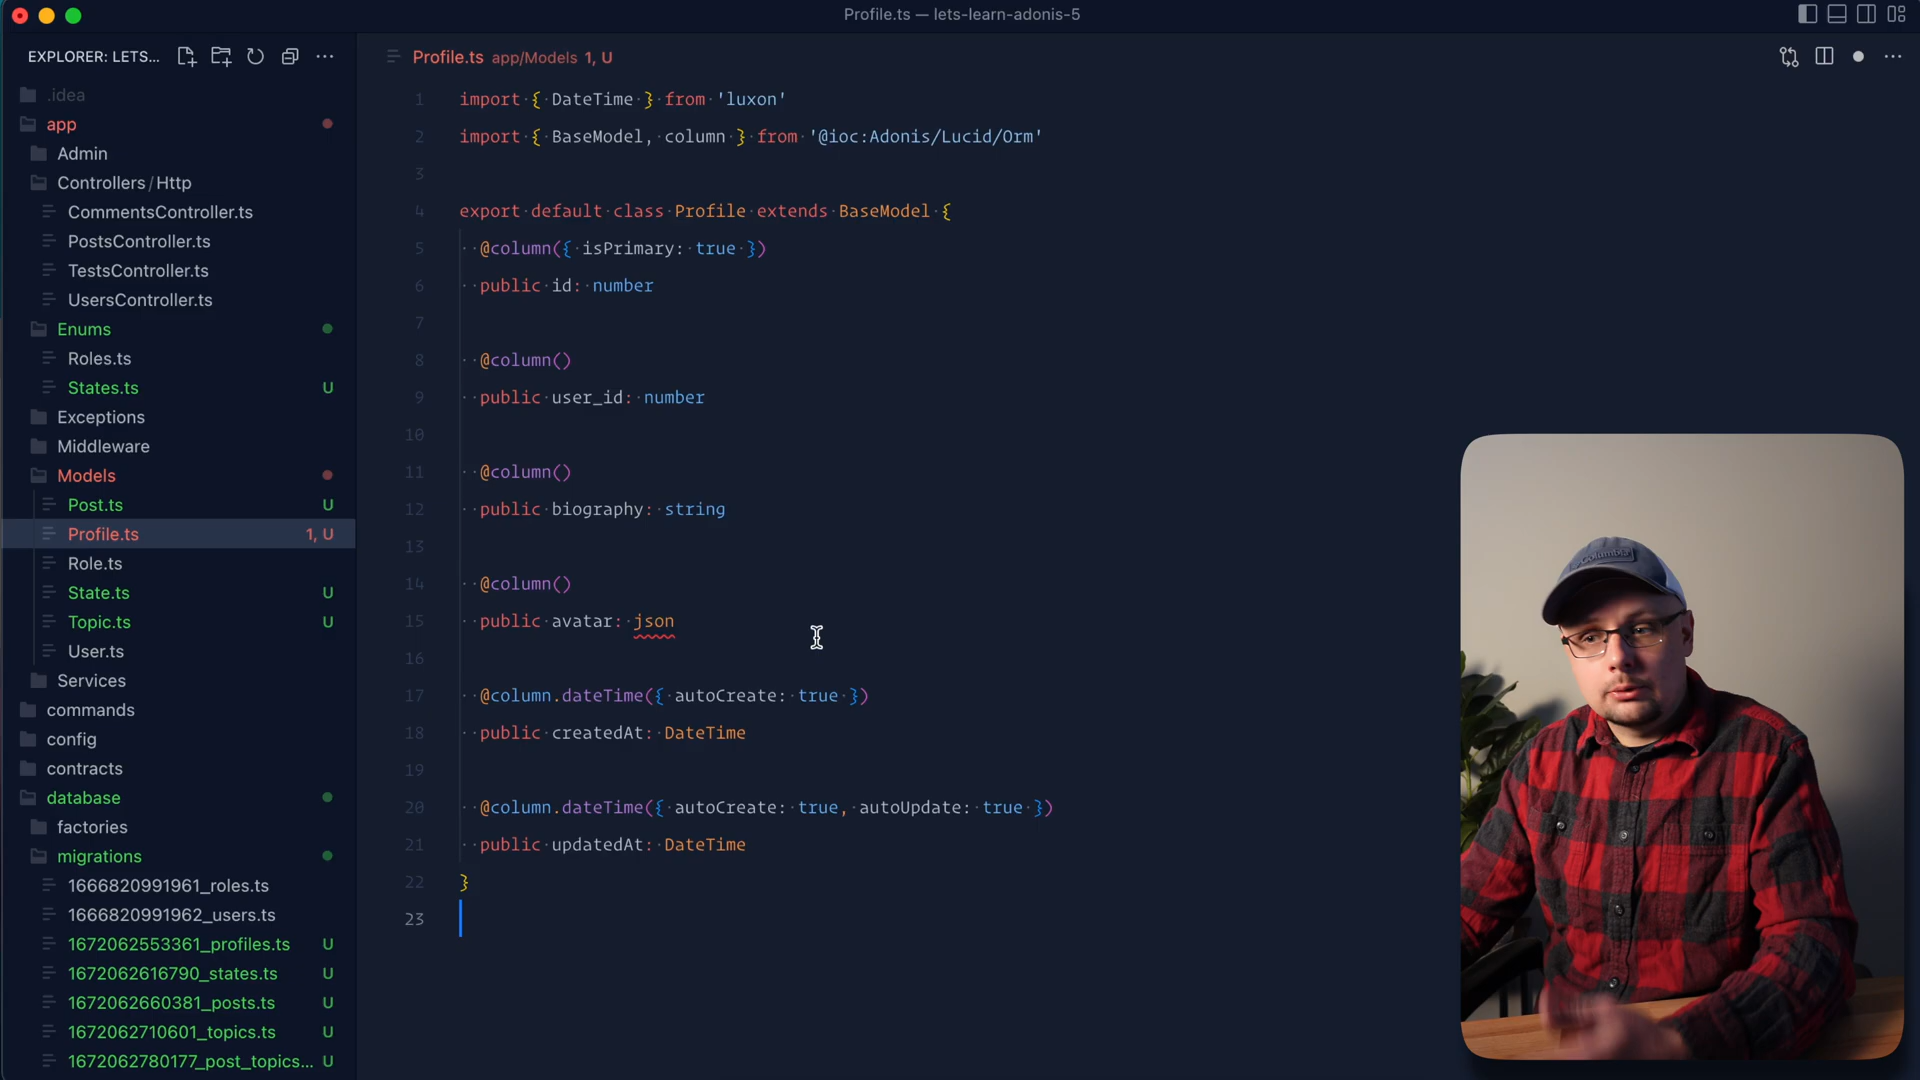 Profile.ts — lets-learn-adonis-5
EXPLORER: LETS...
.idea
app
Admin
Controllers/Http
CommentsController.ts
PostsController.ts
TestsController.ts
UsersController.ts
Enums
Roles.ts
States.ts U
Exceptions
Middleware
Models
Post.ts U
Profile.ts 1, U
Role.ts
State.ts U
Topic.ts U
User.ts
Services
commands
config
contracts
database
factories
migrations
1666820991961_roles.ts
1666820991962_users.ts
1672062553361_profiles.ts U
1672062616790_states.ts U
1672062660381_posts.ts U
1672062710601_topics.ts U
1672062780177_post_topics... U
Profile.ts app/Models 1, U
1 import { DateTime } from 'luxon'
2 import { BaseModel, column } from '@ioc:Adonis/Lucid/Orm'
3
4 export default class Profile extends BaseModel {
5 @column({ isPrimary: true })
6 public id: number
7
8 @column()
9 public user_id: number
10
11 @column()
12 public biography: string
13
14 @column()
15 public avatar: json
16
17 @column.dateTime({ autoCreate: true })
18 public createdAt: DateTime
19
20 @column.dateTime({ autoCreate: true, autoUpdate: true })
21 public updatedAt: DateTime
22 }
23
Columbia